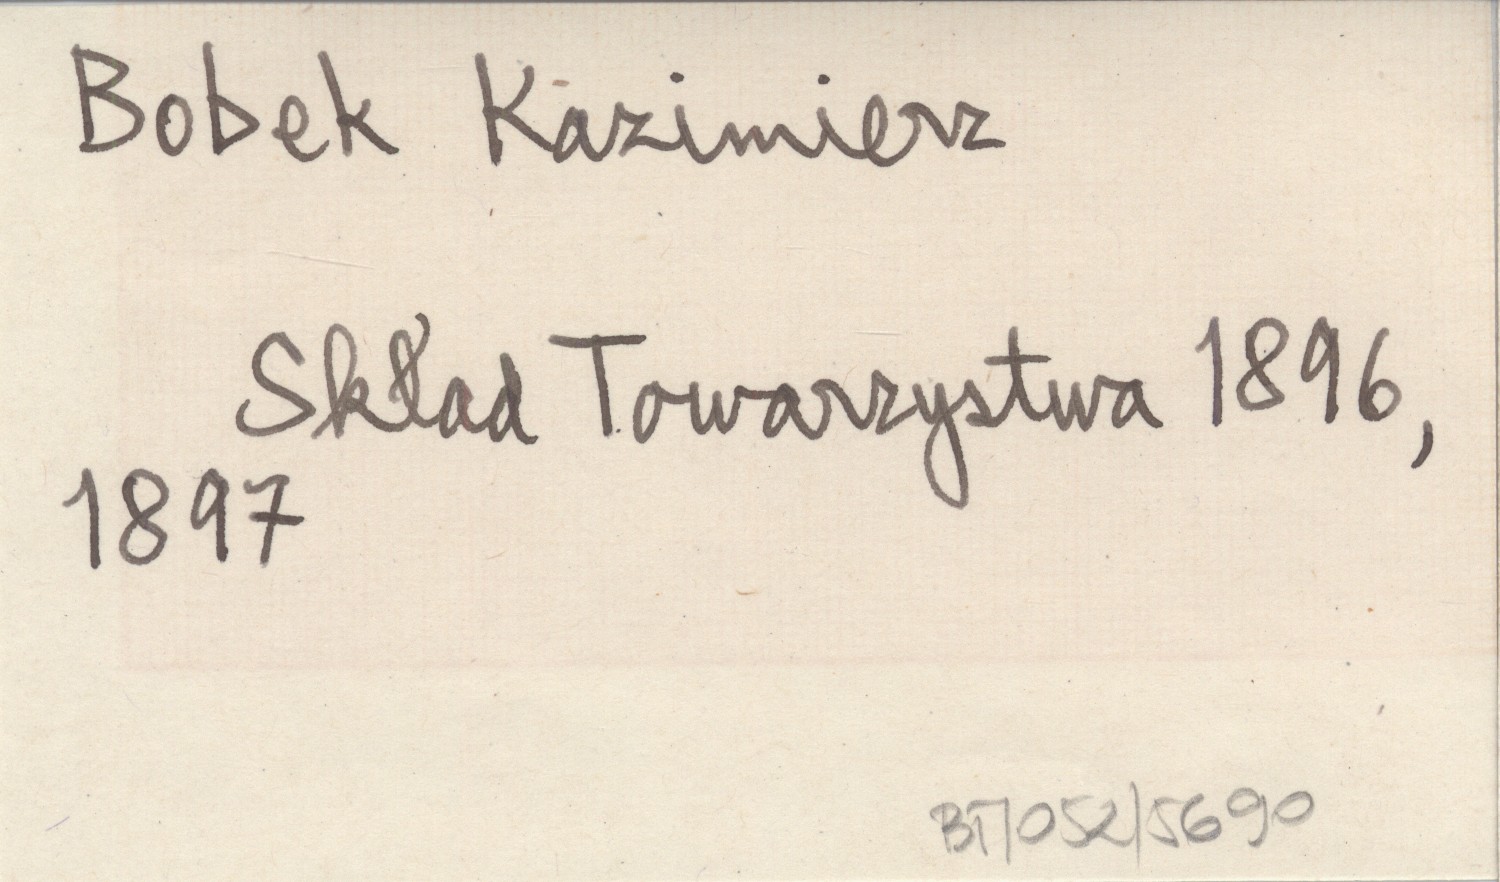 Bobek Kazimierz
Skład Towarzystwa 1896,
1897
BT/052/5690